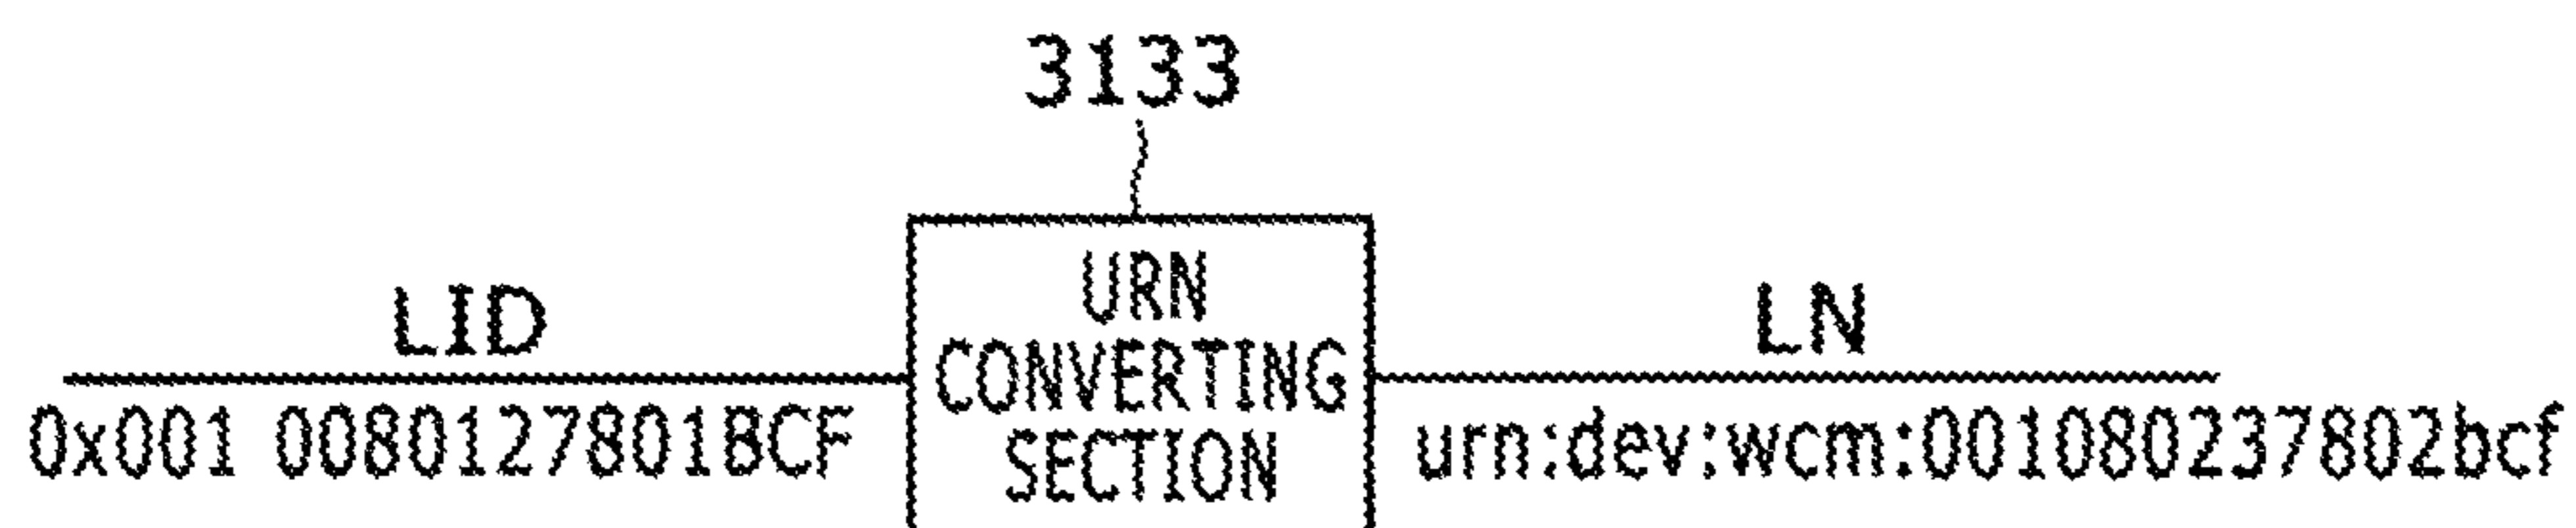 3133
LID
URN
CONVERTING
SECTION
LN
0x001 0080127801BCF
urn:dev:wcm:001080237802bcf